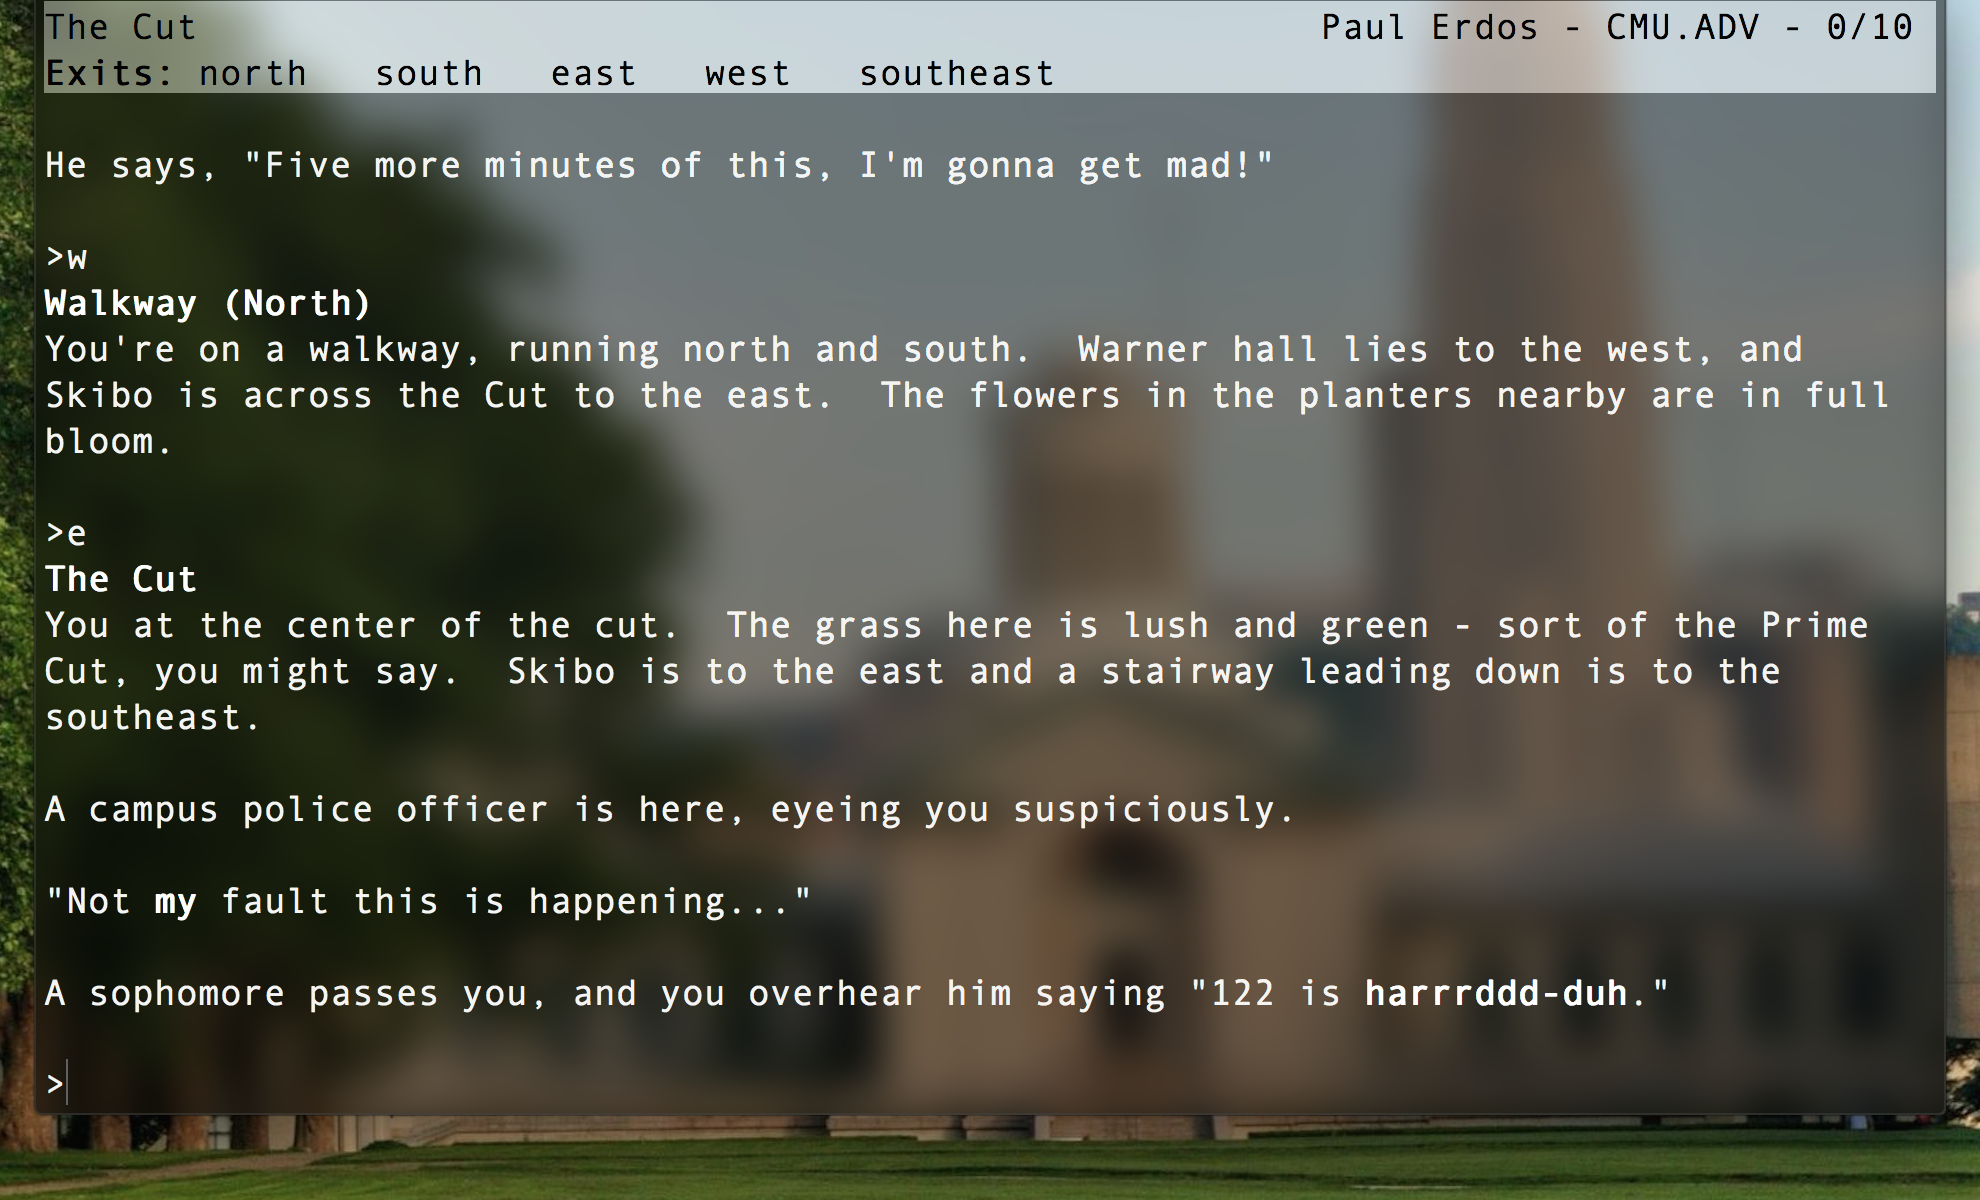 The Cut Paul Erdos - CMU.ADV - 0/10
Exits: north south east west southeast
He says, "Five more minutes of this, I'm gonna get mad!"
>w
Walkway (North)
You're on a walkway, running north and south. Warner hall lies to the west, and
Skibo is across the Cut to the east. The flowers in the planters nearby are in full
bloom.
>e
The Cut
You at the center of the cut. The grass here is lush and green - sort of the Prime
Cut, you might say. Skibo is to the east and a stairway leading down is to the
southeast.
A campus police officer is here, eyeing you suspiciously.
"Not my fault this is happening..."
A sophomore passes you, and you overhear him saying "122 is harrrddd-duh."
>